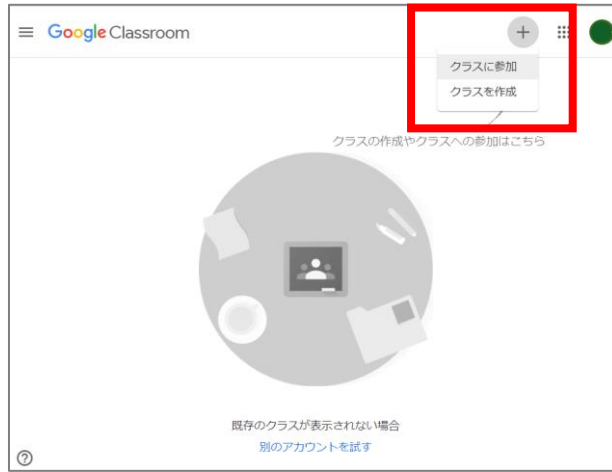 Google Classroom
クラスに参加
クラスを作成
クラスの作成やクラスへの参加はこちら
既存のクラスが表示されない場合
別のアカウントを試す